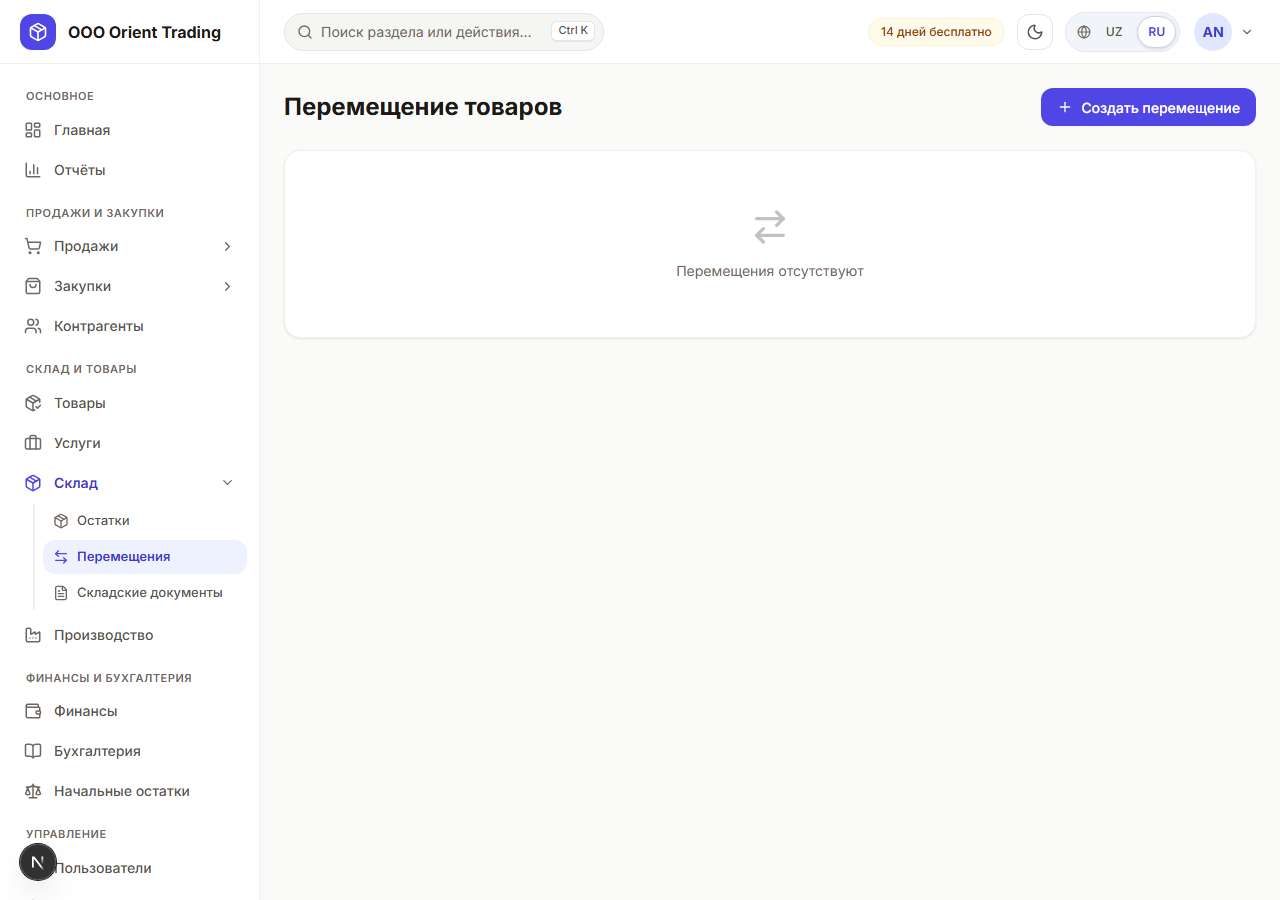 OOO Orient Trading
Поиск раздела или действия...
Ctrl K
14 дней бесплатно
UZ
RU
AN
ОСНОВНОЕ
Главная
Отчёты
ПРОДАЖИ И ЗАКУПКИ
Продажи
Закупки
Контрагенты
СКЛАД И ТОВАРЫ
Товары
Услуги
Склад
Остатки
Перемещения
Складские документы
Производство
ФИНАНСЫ И БУХГАЛТЕРИЯ
Финансы
Бухгалтерия
Начальные остатки
УПРАВЛЕНИЕ
N
Пользователи
Перемещение товаров
Создать перемещение
Перемещения отсутствуют